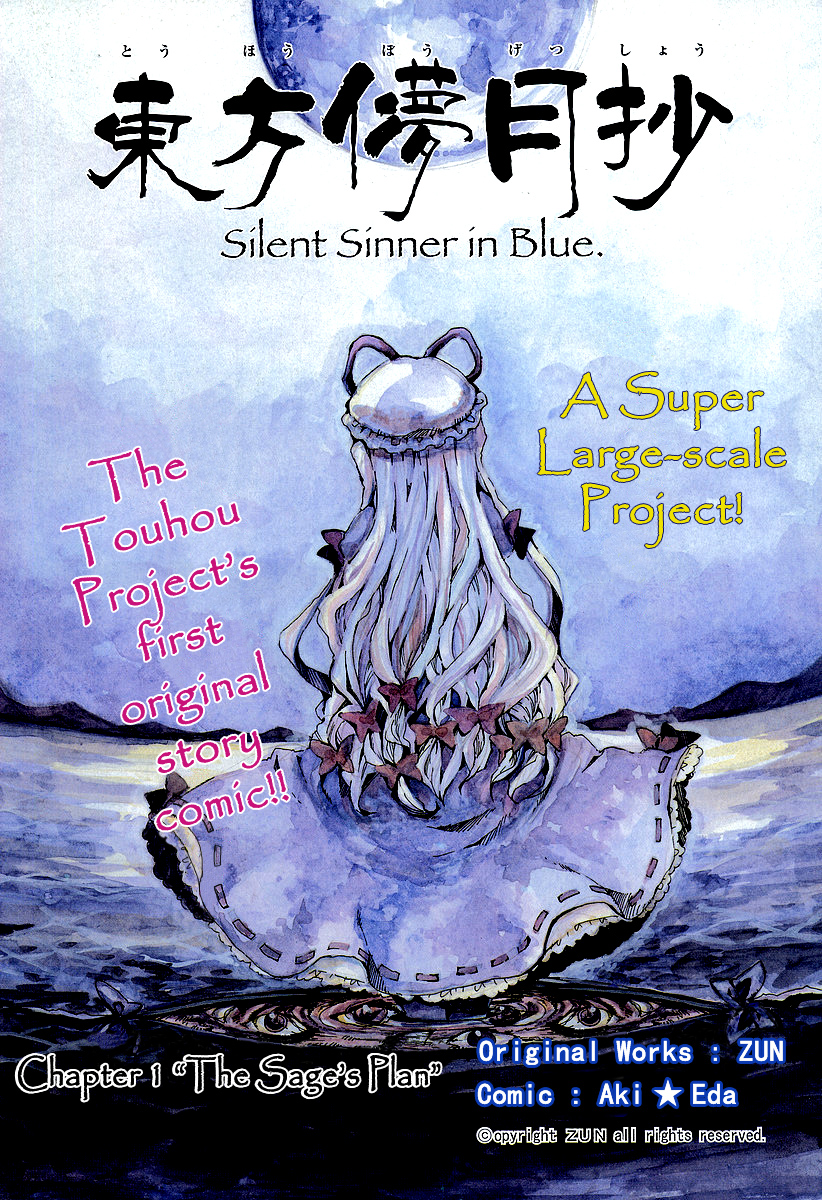 とうほうぼうげつしょう
東方儚月抄
Silent Sinner in Blue.
A Super
Large-scale
Project!
The
Touhou
Project's
first
original
story
comic!!
Chapter 1 "The Sage's Plan"
Original Works : ZUN
Comic : Aki★Eda
©opyright ZUN all rights reserved.